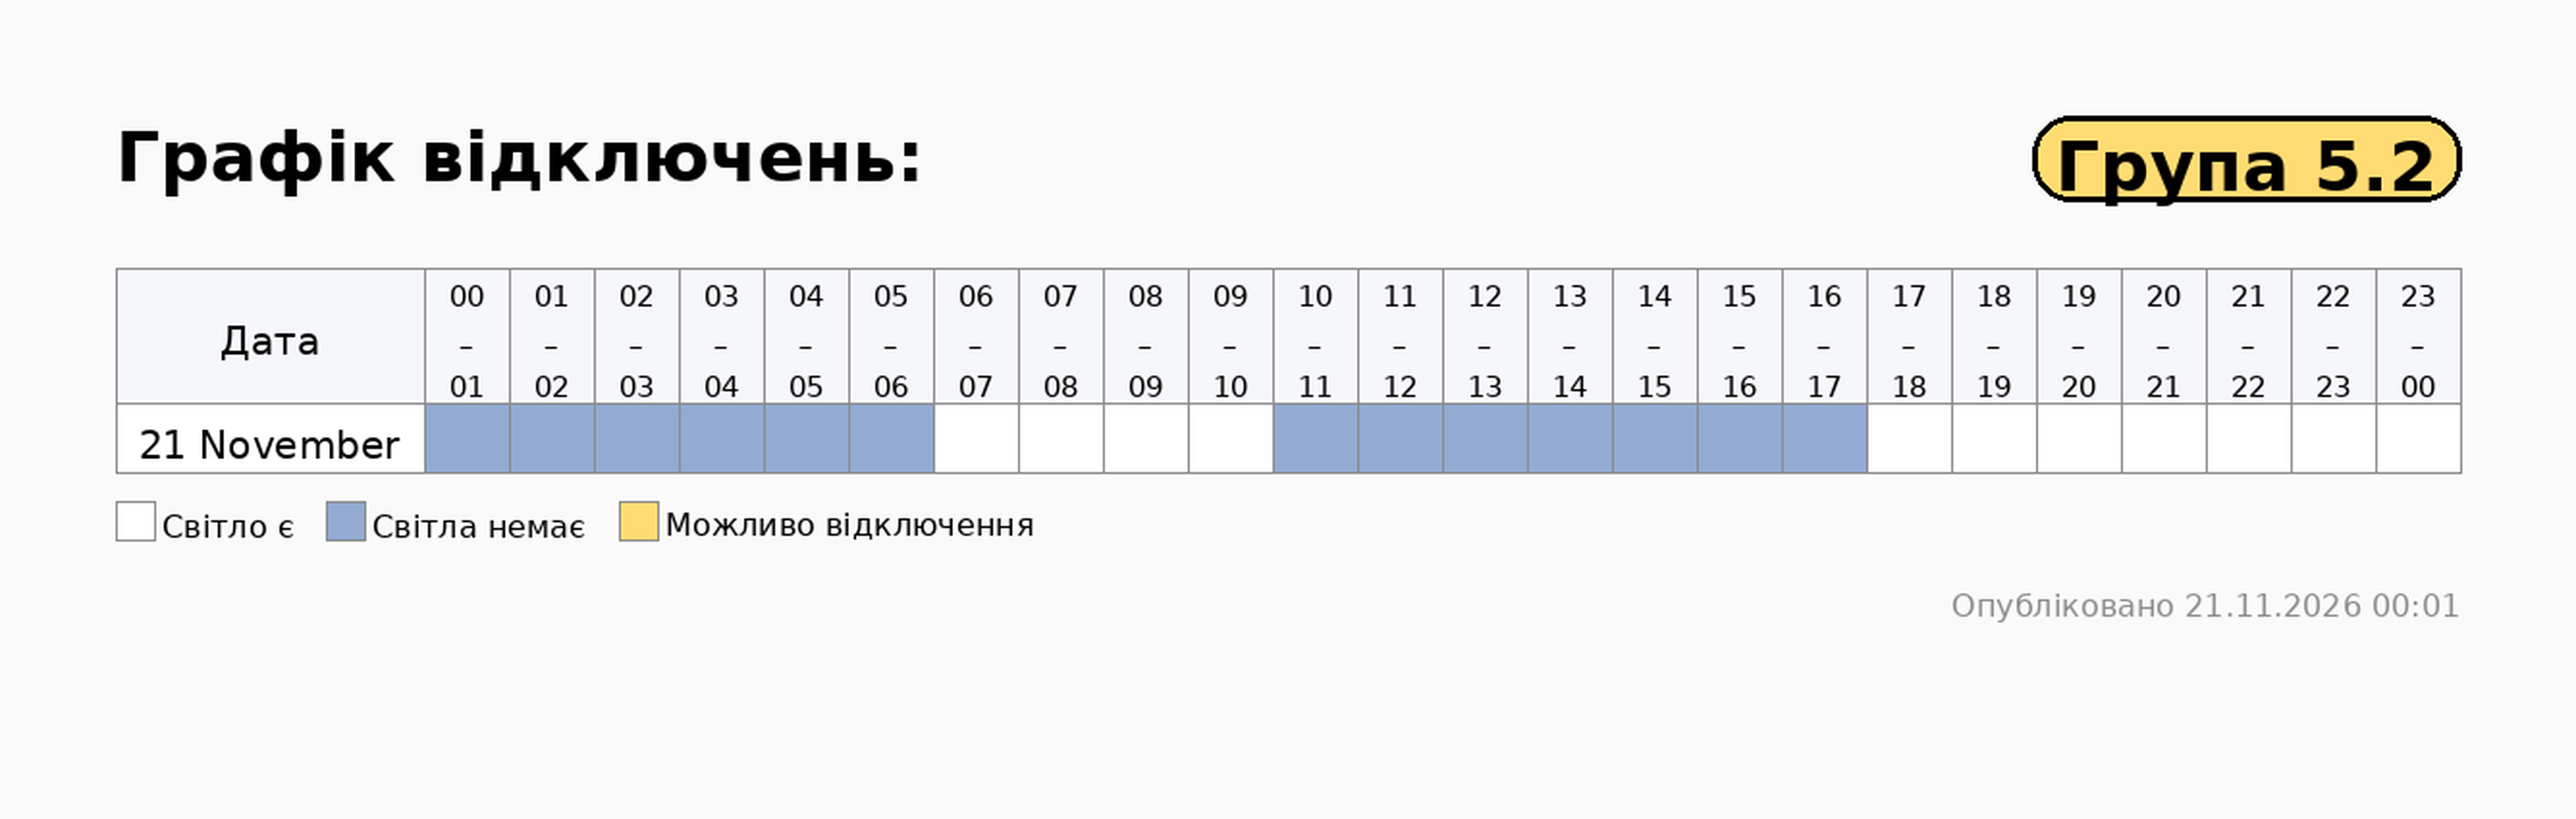 Графік відключень:
Група 5.2
Дата 00 – 01 01 – 02 02 – 03 03 – 04 04 – 05 05 – 06 06 – 07 07 – 08 08 – 09 09 – 10 10 – 11 11 – 12 12 – 13 13 – 14 14 – 15 15 – 16 16 – 17 17 – 18 18 – 19 19 – 20 20 – 21 21 – 22 22 – 23 23 – 00
21 November
Світло є Світла немає Можливо відключення
Опубліковано 21.11.2026 00:01